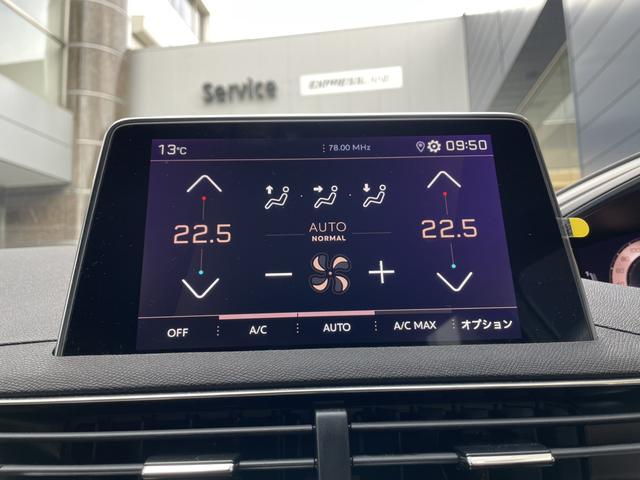 Service
13°C
78.00 MHz
09:50
22.5
AUTO
NORMAL
22.5
OFF
A/C
AUTO
A/C MAX
オプション